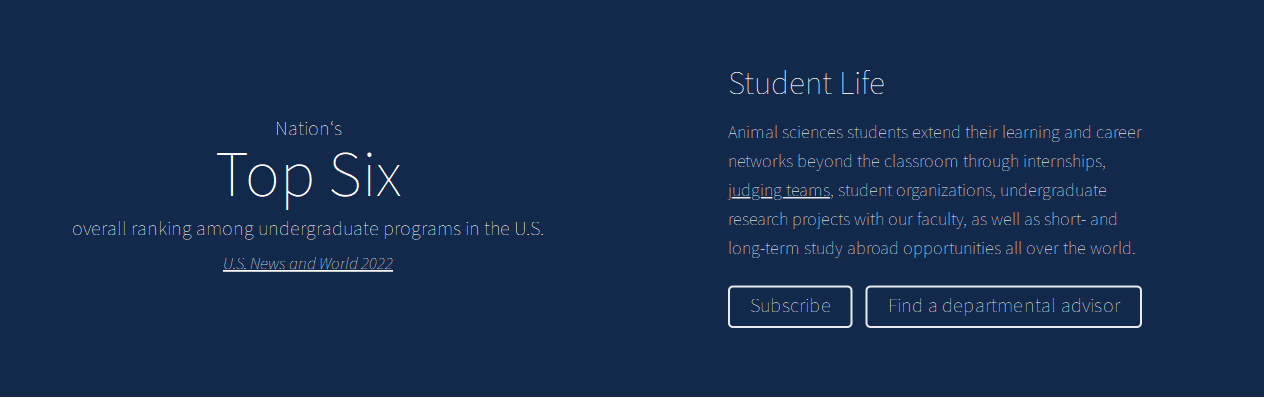 Nation‘s
Top Six
overall ranking among undergraduate programs in the U.S.
U.S. News and World 2022
Student Life
Animal sciences students extend their learning and career
networks beyond the classroom through internships,
judging teams, student organizations, undergraduate
research projects with our faculty, as well as short- and
long-term study abroad opportunities all over the world.
Subscribe
Find a departmental advisor